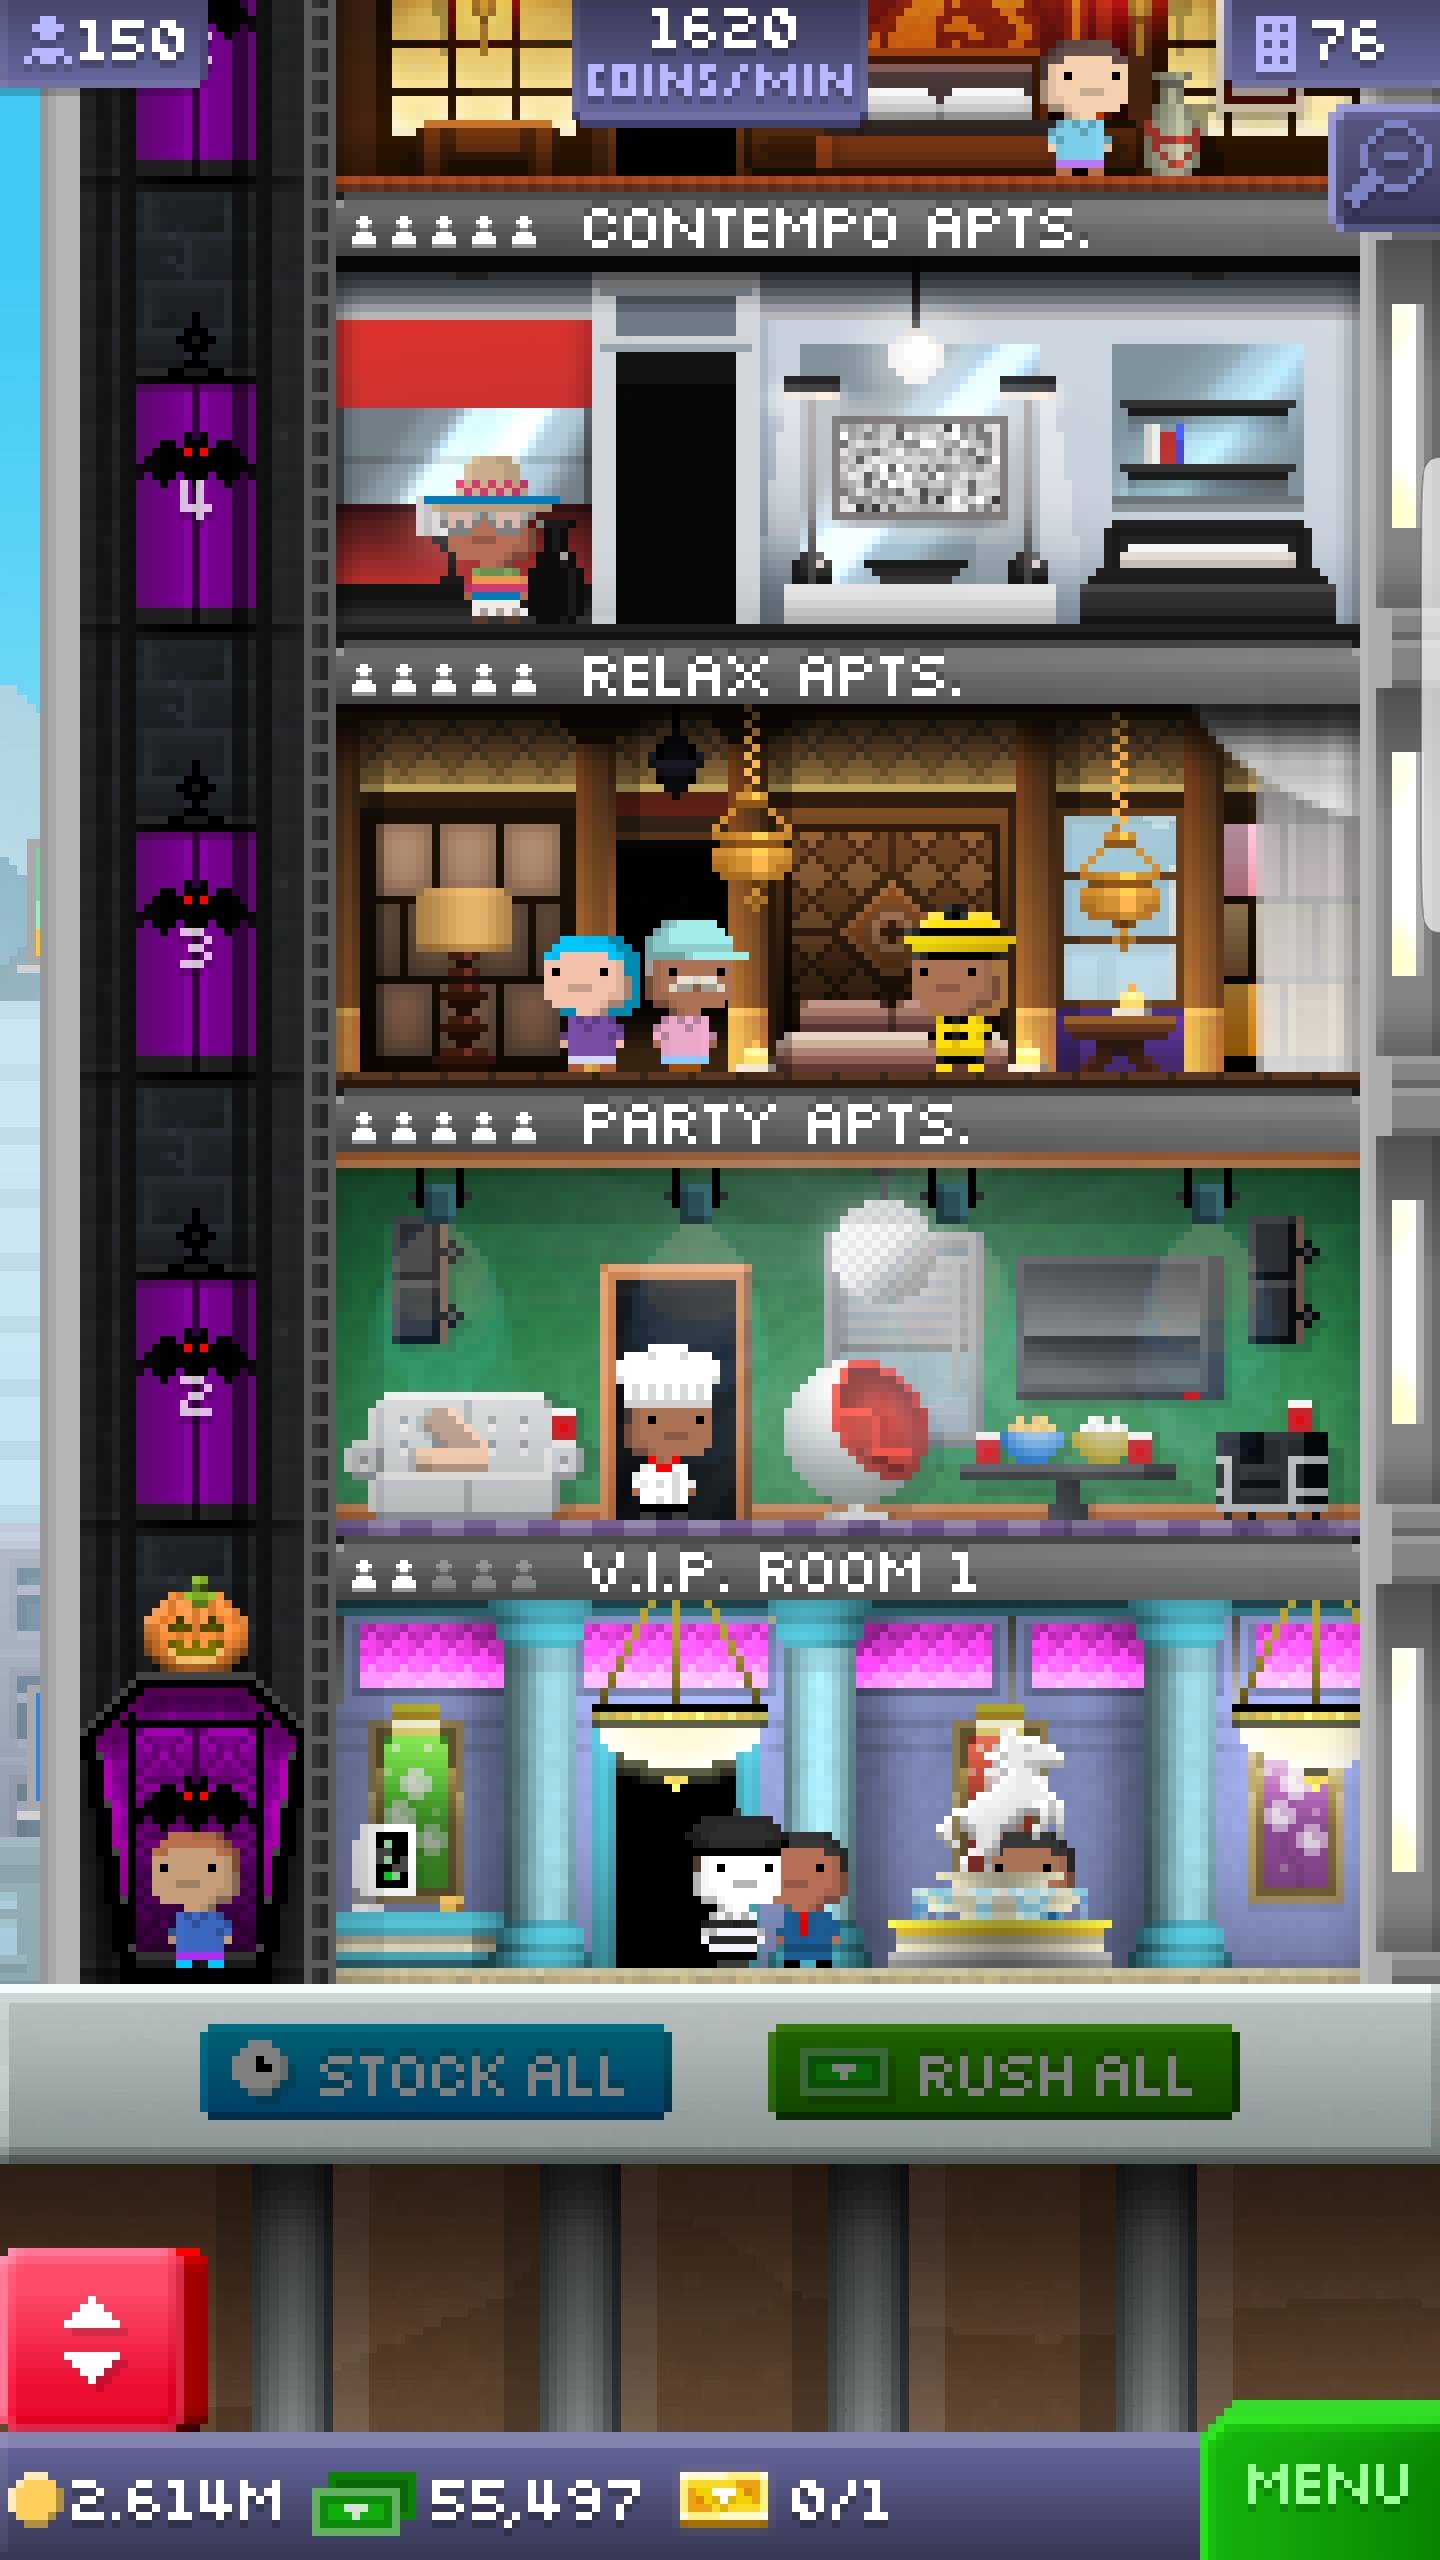 150
1620
COINS/MIN
76
CONTEMPO APTS.
4
RELAX APTS.
3
PARTY APTS.
2
V.I.P. ROOM 1
STOCK ALL
RUSH ALL
2.614M
55,497
0/1
MENU